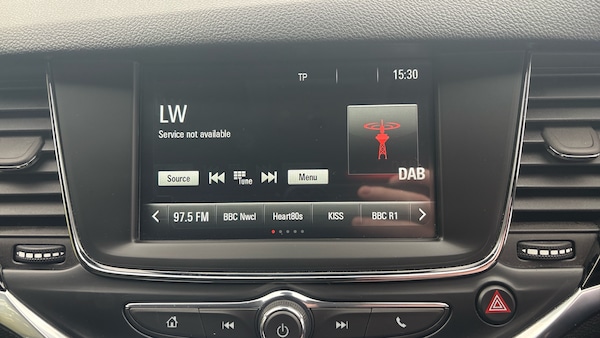 TP 15:30
LW
Service not available
DAB
Source Tune Menu
97.5 FM BBC Nwcl Heart80s KISS BBC R1